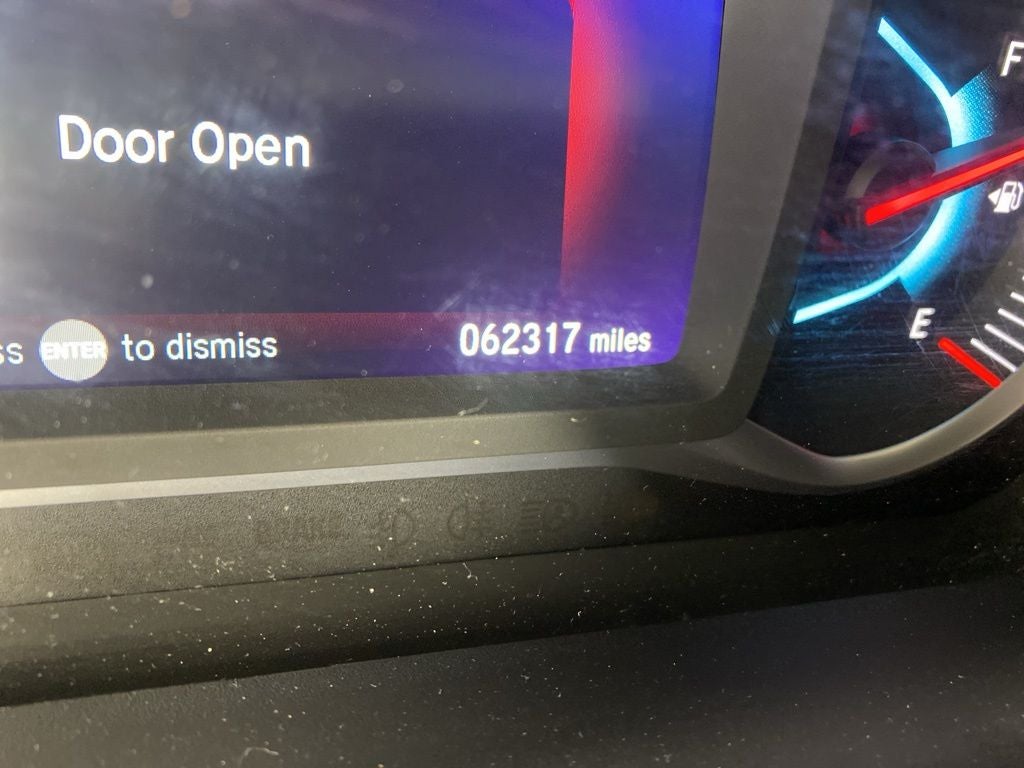 Door Open
ss ENTER to dismiss
062317 miles
F
E